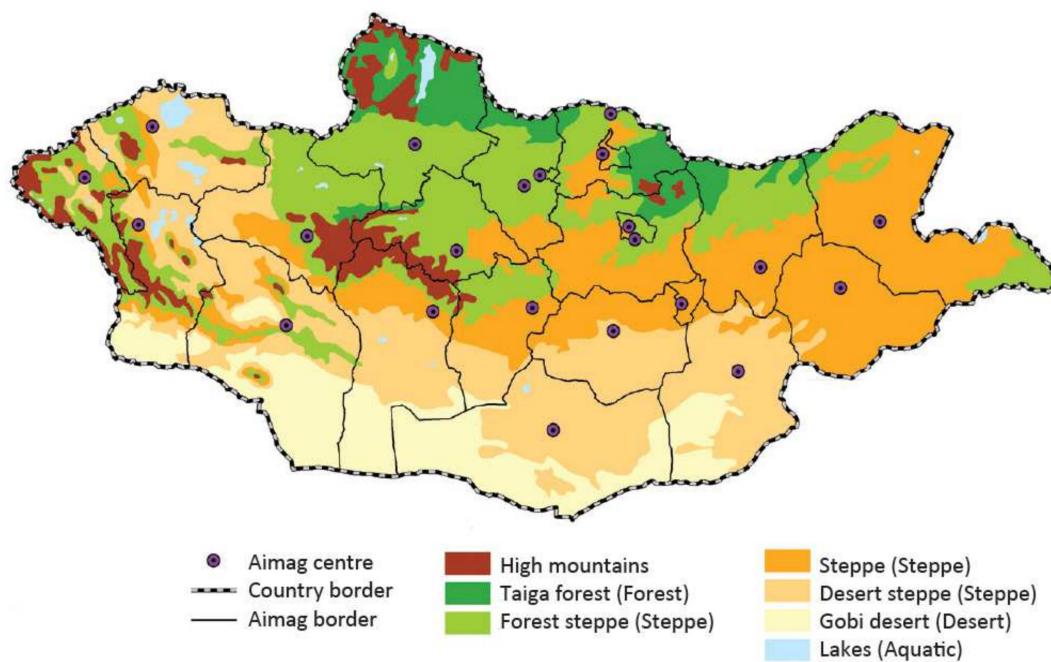 Aimag centre
Country border
Aimag border
High mountains
Taiga forest (Forest)
Forest steppe (Steppe)
Steppe (Steppe)
Desert steppe (Steppe)
Gobi desert (Desert)
Lakes (Aquatic)